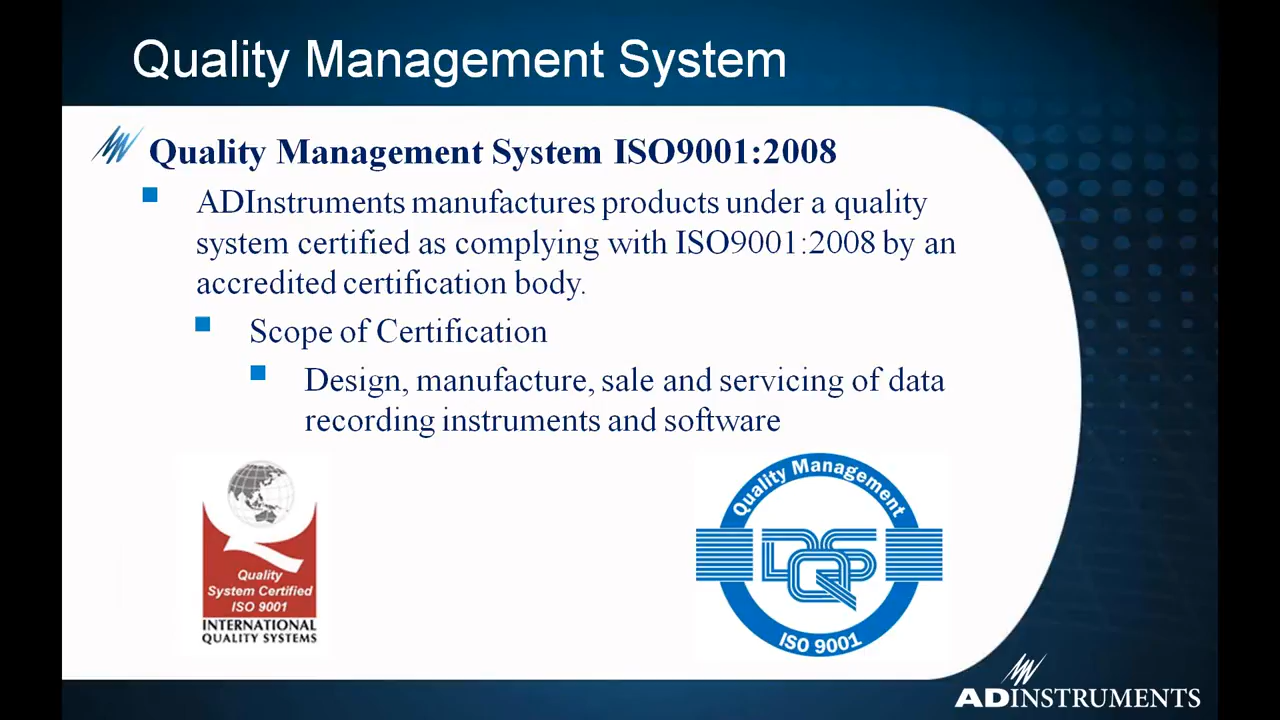 Quality Management System
Quality Management System ISO9001:2008
ADInstruments manufactures products under a quality
system certified as complying with ISO9001:2008 by an
accredited certification body.
Scope of Certification
Design, manufacture, sale and servicing of data
recording instruments and software
Quality
System Certified
ISO 9001
INTERNATIONAL
QUALITY SYSTEMS
Quality Management
DQS
ISO 9001
ADINSTRUMENTS